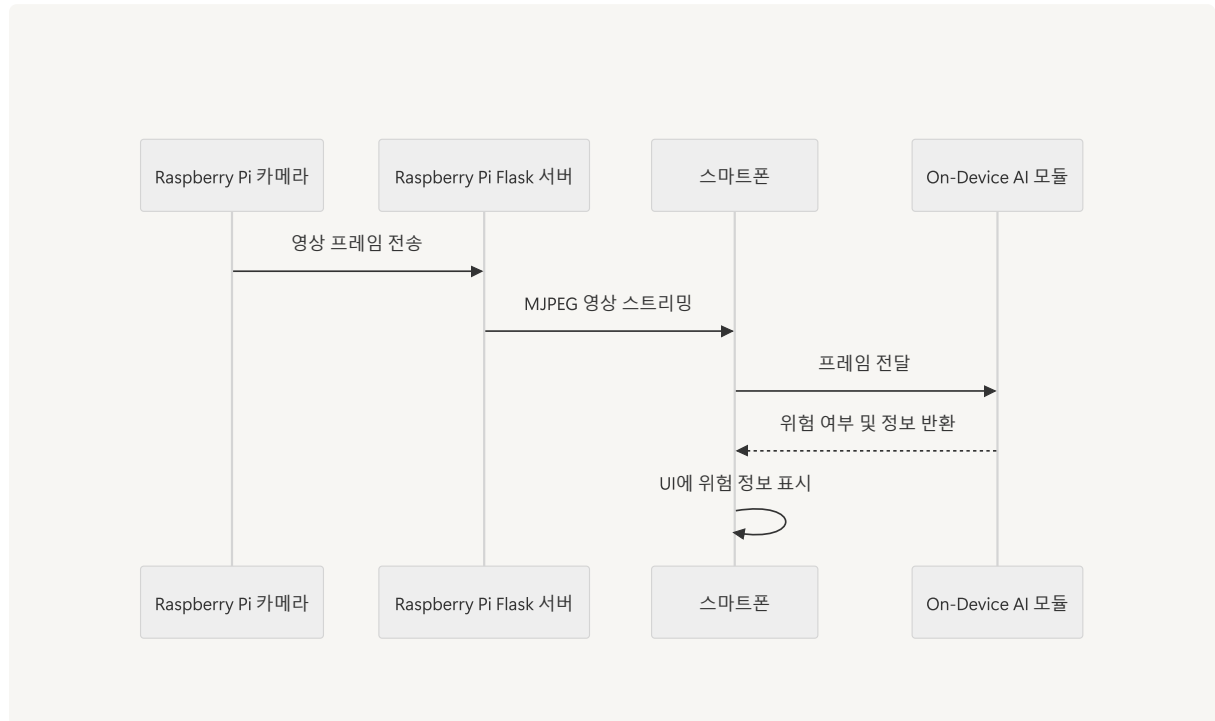 Raspberry Pi 카메라
Raspberry Pi Flask 서버
스마트폰
On-Device AI 모듈
영상 프레임 전송
MJPEG 영상 스트리밍
프레임 전달
위험 여부 및 정보 반환
UI에 위험 정보 표시
Raspberry Pi 카메라
Raspberry Pi Flask 서버
스마트폰
On-Device AI 모듈